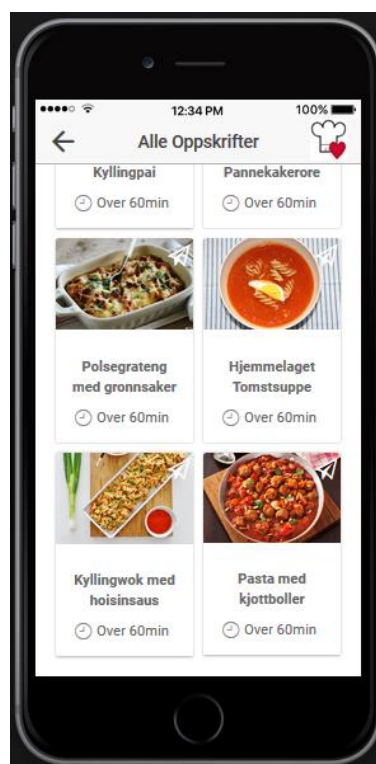 12:34 PM
100%
Alle Oppskrifter
Kyllingpai
Pannekakerore
Over 60min
Over 60min
Polsegrateng
med gronnsaker
Over 60min
Hjemmelaget
Tomstsuppe
Over 60min
Kyllingwok med
hoisinsaus
Over 60min
Pasta med
kjottboller
Over 60min